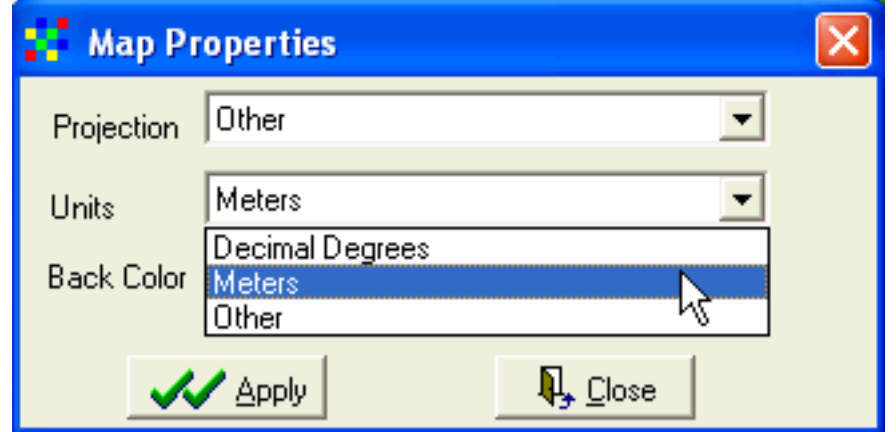 Map Properties
Projection Other
Units Meters
Decimal Degrees
Back Color Meters
Other
Apply Close